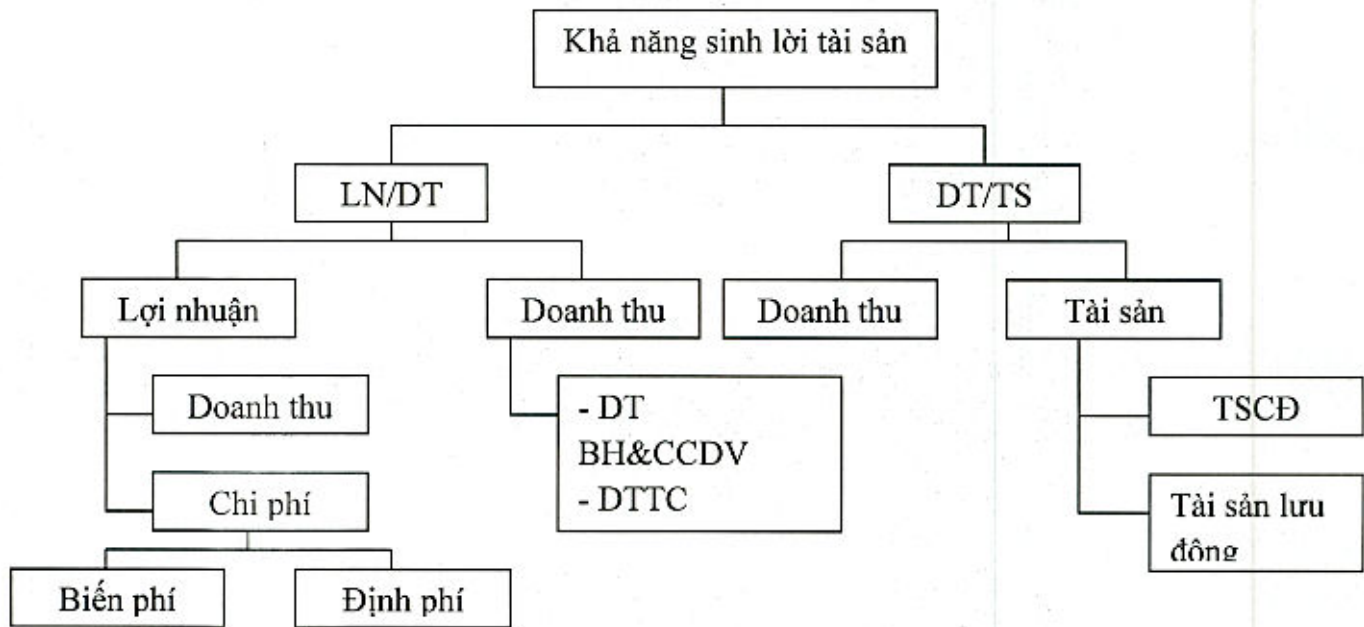 Khả năng sinh lời tài sản
LN/DT
DT/TS
Lợi nhuận
Doanh thu
Doanh thu
Tài sản
Doanh thu
- DT
BH&CCDV
- DTTC
TSCĐ
Chi phí
Tài sản lưu
động
Biến phí
Định phí